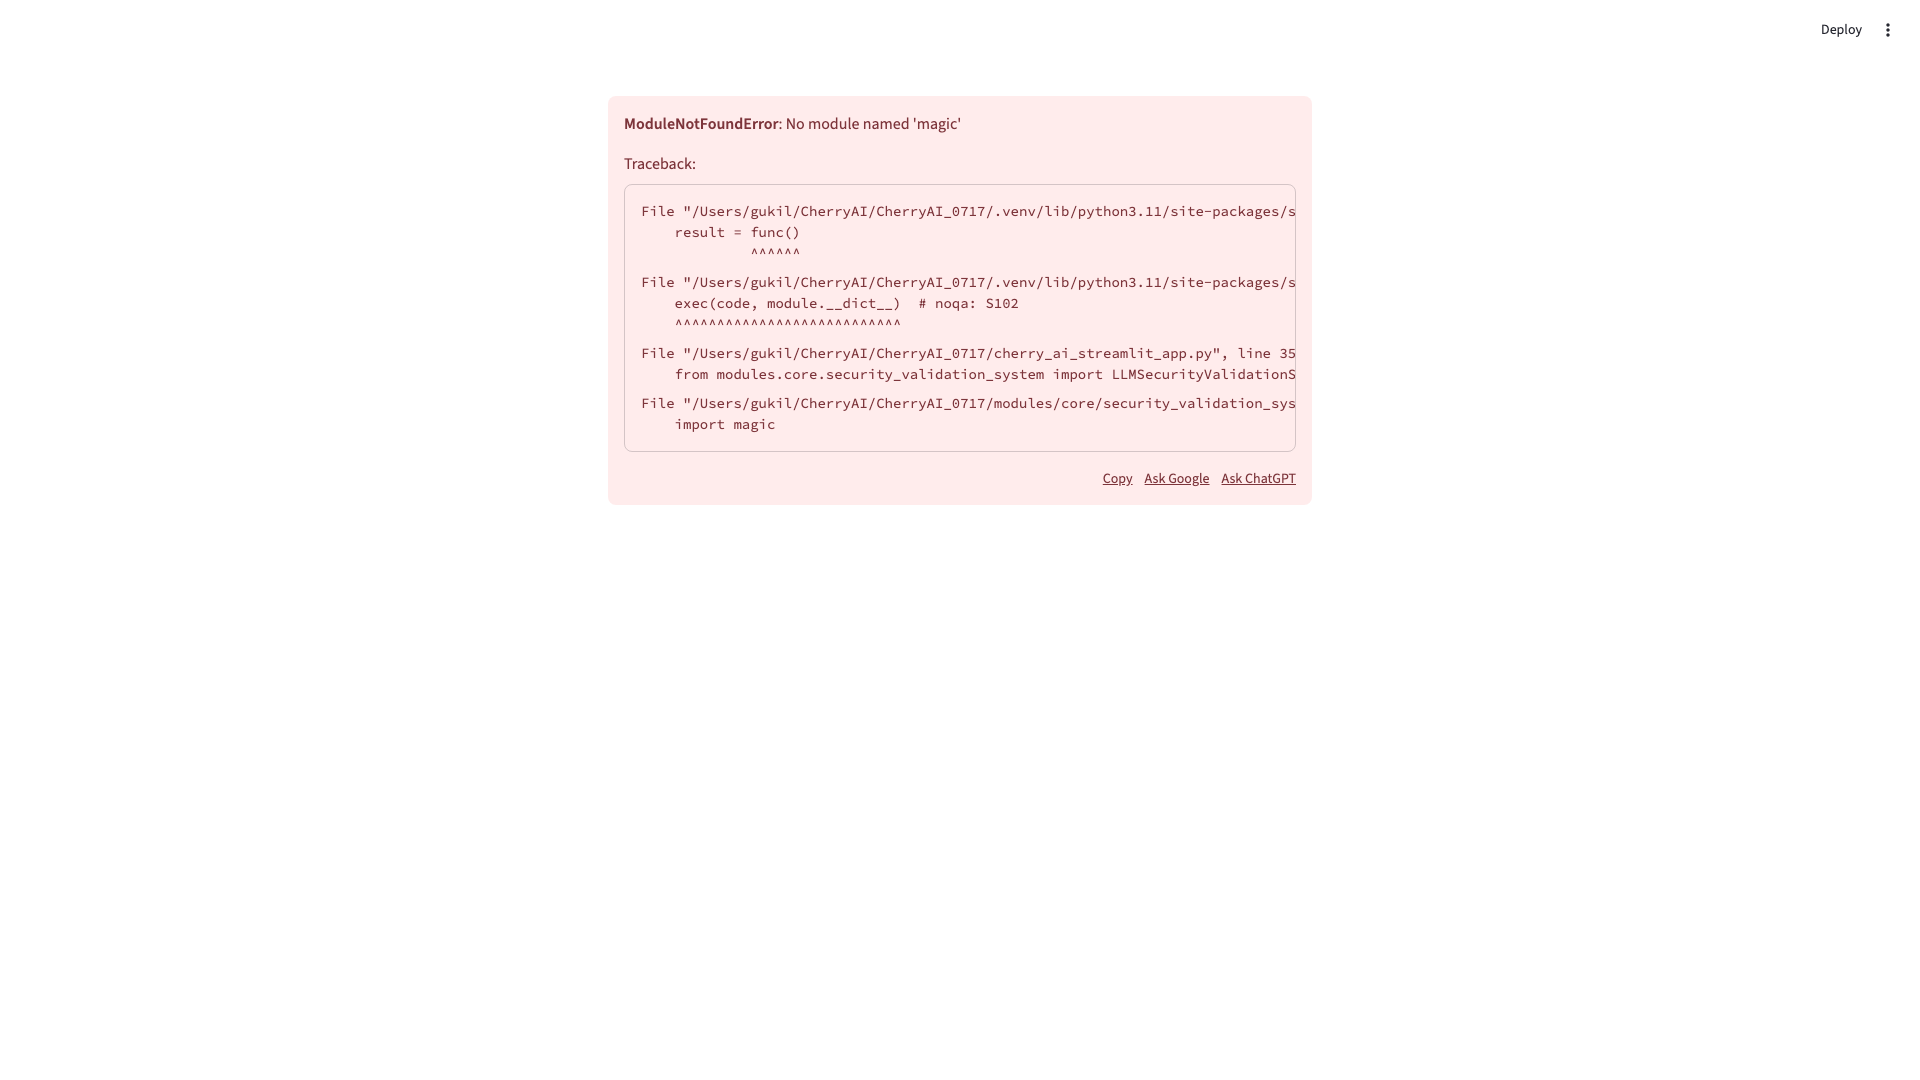 Deploy
ModuleNotFoundError: No module named 'magic'
Traceback:
File "/Users/gukil/CherryAI/CherryAI_0717/.venv/lib/python3.11/site-packages/s
    result = func()
             ^^^^^^
File "/Users/gukil/CherryAI/CherryAI_0717/.venv/lib/python3.11/site-packages/s
    exec(code, module.__dict__)  # noqa: S102
    ^^^^^^^^^^^^^^^^^^^^^^^^^^^
File "/Users/gukil/CherryAI/CherryAI_0717/cherry_ai_streamlit_app.py", line 35
    from modules.core.security_validation_system import LLMSecurityValidationS
File "/Users/gukil/CherryAI/CherryAI_0717/modules/core/security_validation_sys
    import magic
Copy Ask Google Ask ChatGPT